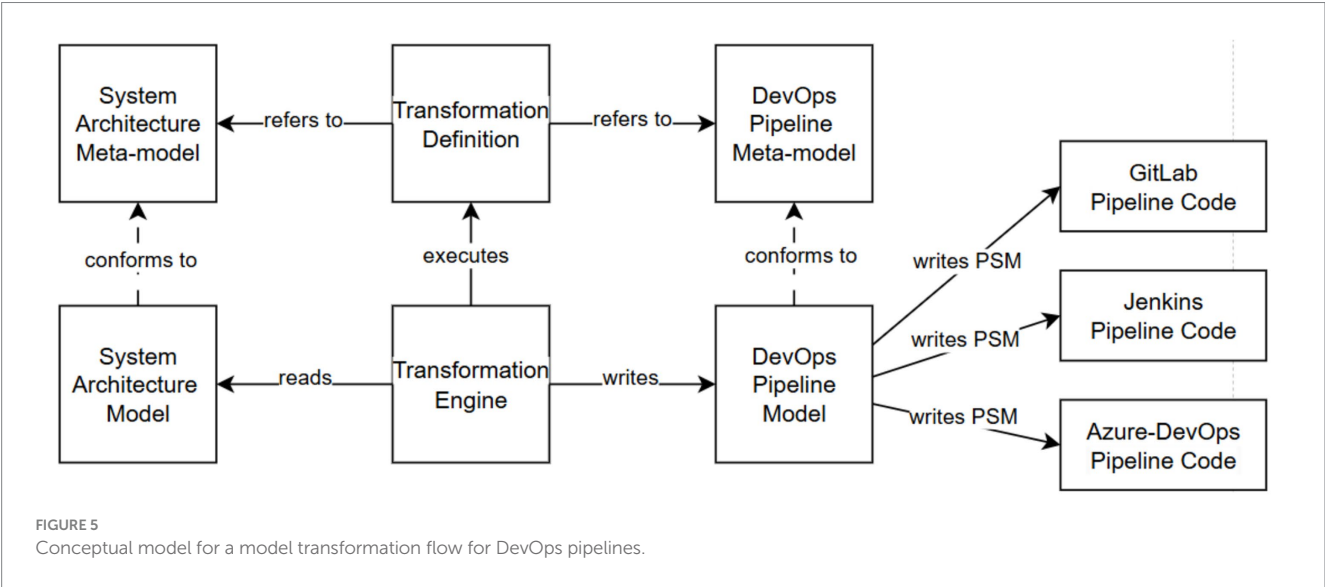 System
Architecture
Meta-model
refers to
Transformation
Definition
refers to
DevOps
Pipeline
Meta-model
GitLab
Pipeline Code
conforms to
executes
conforms to
writes PSM
Jenkins
Pipeline Code
writes PSM
System
Architecture
Model
reads
Transformation
Engine
writes
DevOps
Pipeline
Model
writes PSM
Azure-DevOps
Pipeline Code
FIGURE 5
Conceptual model for a model transformation flow for DevOps pipelines.